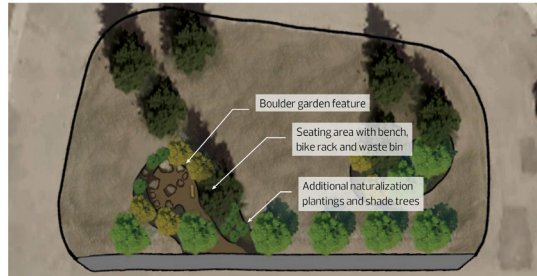 Boulder garden feature
Seating area with bench,
bike rack and waste bin
Additional naturalization
plantings and shade trees